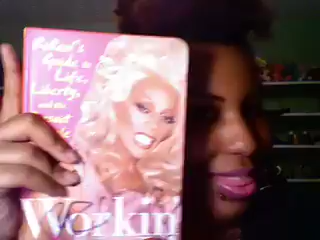 RuPaul's
Guide to
Life,
Liberty,
and the
Workin